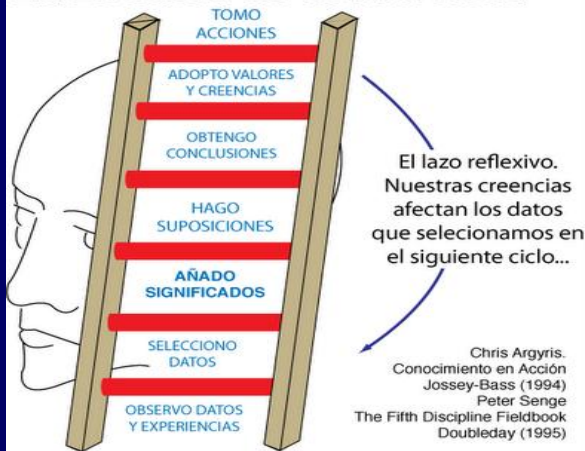 TOMO
ACCIONES
ADOPTO VALORES
Y CREENCIAS
OBTENGO
CONCLUSIONES
HAGO
SUPOSICIONES
AÑADO
SIGNIFICADOS
SELECCIONO
DATOS
OBSERVO DATOS
Y EXPERIENCIAS
El lazo reflexivo.
Nuestras creencias
afectan los datos
que selecionamos en
el siguiente ciclo...
Chris Argyris.
Conocimiento en Acción
Jossey-Bass (1994)
Peter Senge
The Fifth Discipline Fieldbook
Doubleday (1995)